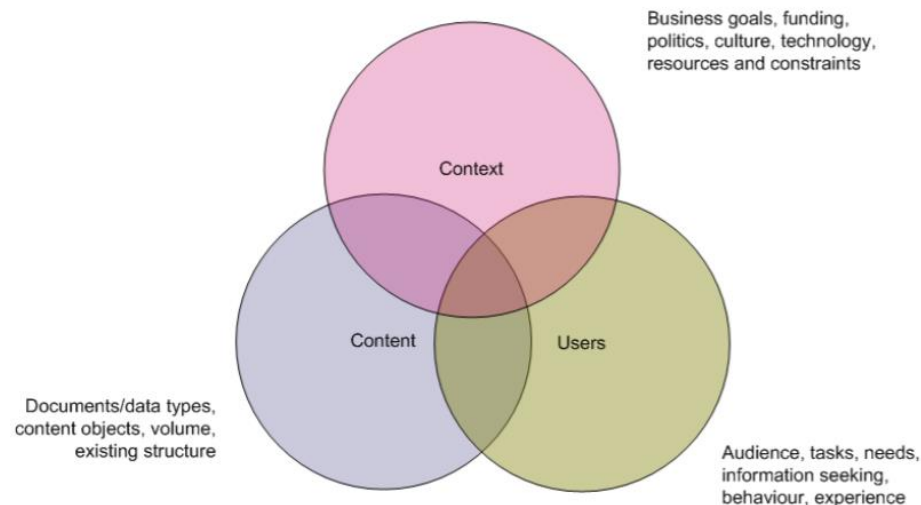 Business goals, funding,
politics, culture, technology,
resources and constraints
Context
Content
Users
Documents/data types,
content objects, volume,
existing structure
Audience, tasks, needs,
information seeking,
behaviour, experience